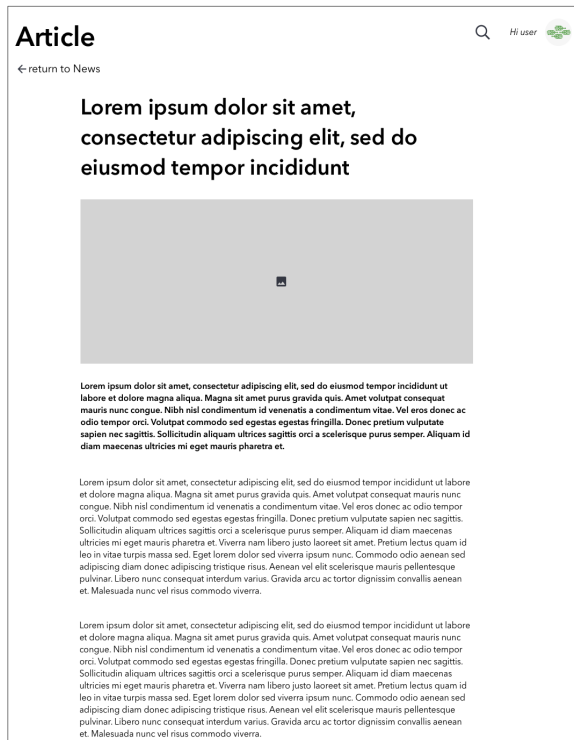 Article
Hi user
return to News
Lorem ipsum dolor sit amet,
consectetur adipiscing elit, sed do
eiusmod tempor incididunt
Lorem ipsum dolor sit amet, consectetur adipiscing elit, sed do eiusmod tempor incididunt ut
labore et dolore magna aliqua. Magna sit amet purus gravida quis. Amet volutpat consequat
mauris nunc congue. Nibh nisl condimentum id venenatis a condimentum vitae. Vel eros donec ac
odio tempor orci. Volutpat commodo sed egestas egestas fringilla. Donec pretium vulputate
sapien nec sagittis. Sollicitudin aliquam ultrices sagittis orci a scelerisque purus semper. Aliquam id
diam maecenas ultricies mi eget mauris pharetra et.
Lorem ipsum dolor sit amet, consectetur adipiscing elit, sed do eiusmod tempor incididunt ut labore
et dolore magna aliqua. Magna sit amet purus gravida quis. Amet volutpat consequat mauris nunc
congue. Nibh nisl condimentum id venenatis a condimentum vitae. Vel eros donec ac odio tempor
orci. Volutpat commodo sed egestas egestas fringilla. Donec pretium vulputate sapien nec sagittis.
Sollicitudin aliquam ultrices sagittis orci a scelerisque purus semper. Aliquam id diam maecenas
ultricies mi eget mauris pharetra et. Viverra nam libero justo laoreet sit amet. Pretium lectus quam id
leo in vitae turpis massa sed. Eget lorem dolor sed viverra ipsum nunc. Commodo odio aenean sed
adipiscing diam donec adipiscing tristique risus. Aenean vel elit scelerisque mauris pellentesque
pulvinar. Libero nunc consequat interdum varius. Gravida arcu ac tortor dignissim convallis aenean
et. Malesuada nunc vel risus commodo viverra.
Lorem ipsum dolor sit amet, consectetur adipiscing elit, sed do eiusmod tempor incididunt ut labore
et dolore magna aliqua. Magna sit amet purus gravida quis. Amet volutpat consequat mauris nunc
congue. Nibh nisl condimentum id venenatis a condimentum vitae. Vel eros donec ac odio tempor
orci. Volutpat commodo sed egestas egestas fringilla. Donec pretium vulputate sapien nec sagittis.
Sollicitudin aliquam ultrices sagittis orci a scelerisque purus semper. Aliquam id diam maecenas
ultricies mi eget mauris pharetra et. Viverra nam libero justo laoreet sit amet. Pretium lectus quam id
leo in vitae turpis massa sed. Eget lorem dolor sed viverra ipsum nunc. Commodo odio aenean sed
adipiscing diam donec adipiscing tristique risus. Aenean vel elit scelerisque mauris pellentesque
pulvinar. Libero nunc consequat interdum varius. Gravida arcu ac tortor dignissim convallis aenean
et. Malesuada nunc vel risus commodo viverra.